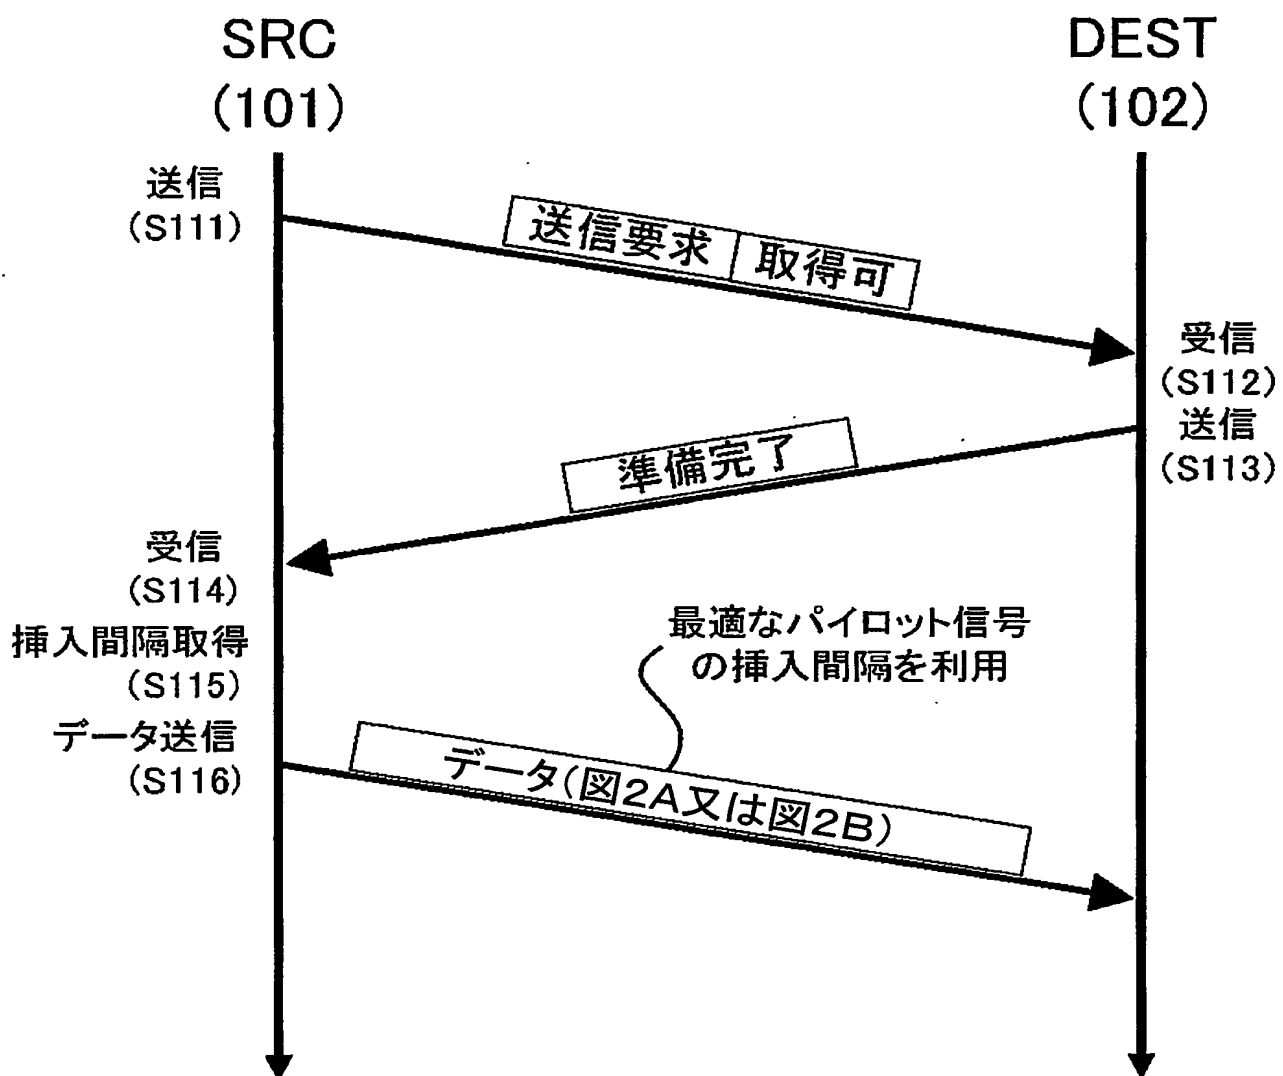 SRC
(101)
DEST
(102)
送信
(S111)
送信要求 取得可
受信
(S112)
送信
(S113)
準備完了
受信
(S114)
挿入間隔取得
(S115)
最適なパイロット信号
の挿入間隔を利用
データ送信
(S116)
データ(図2A又は図2B)